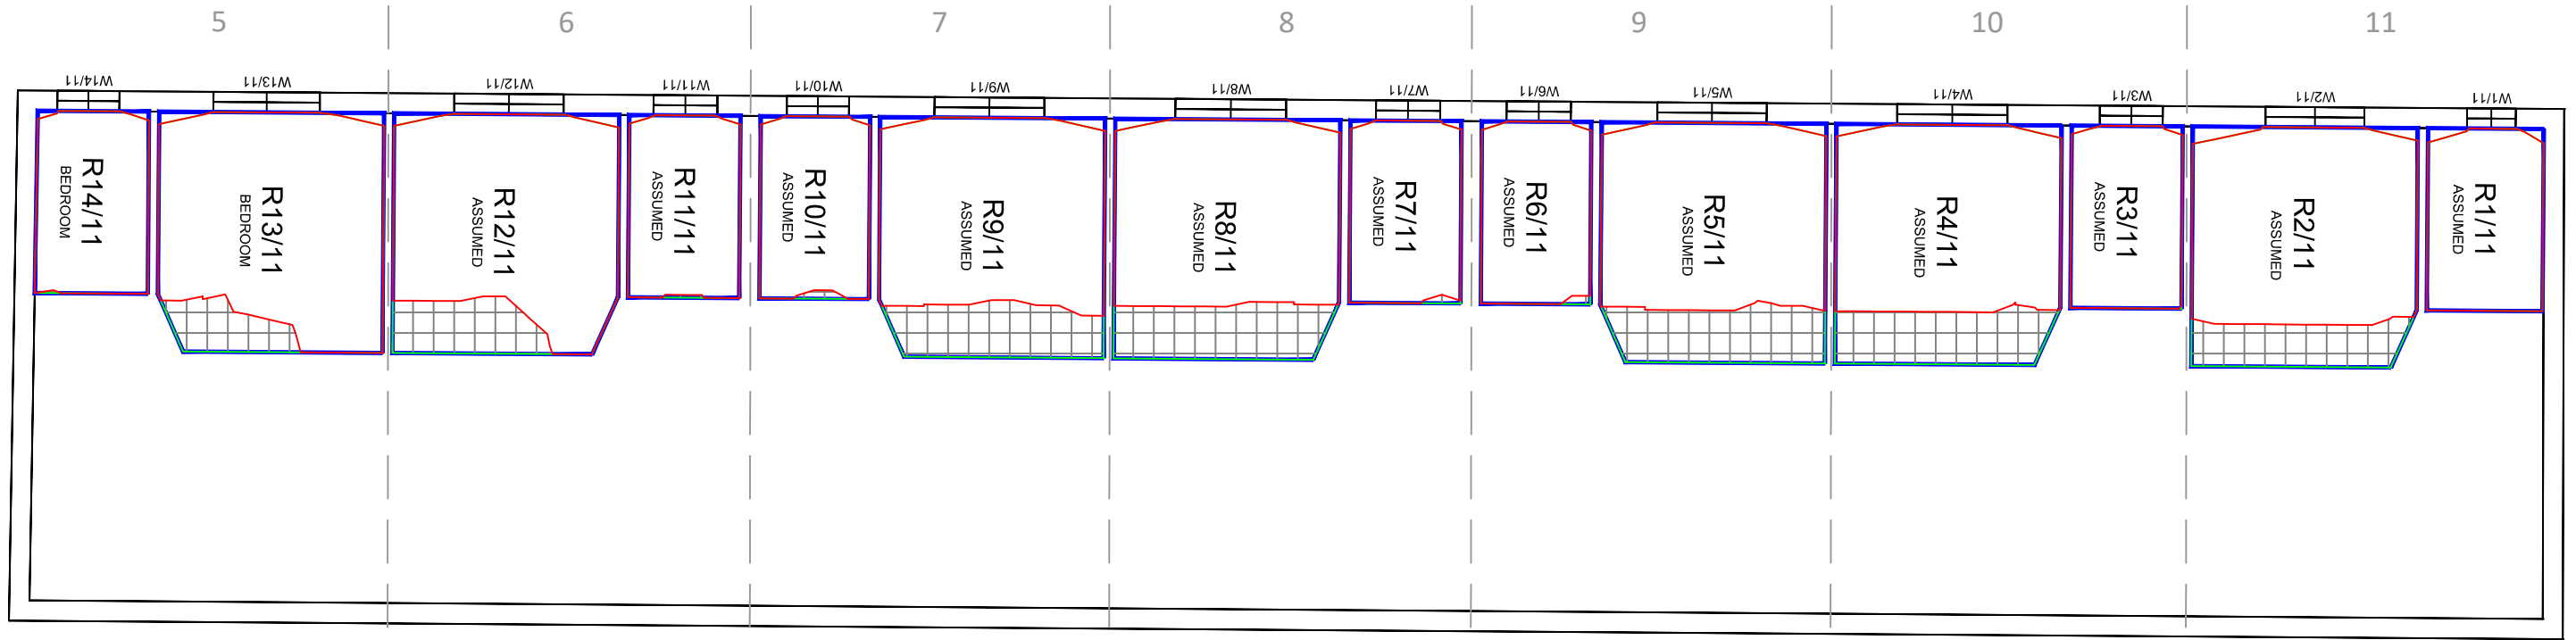 5
6
7
8
9
10
11
W14/11
W13/11
W12/11
W11/11
W10/11
W9/11
W8/11
W7/11
W6/11
W5/11
W4/11
W3/11
W2/11
W1/11
R14/11
BEDROOM
R13/11
BEDROOM
R12/11
ASSUMED
R11/11
ASSUMED
R10/11
ASSUMED
R9/11
ASSUMED
R8/11
ASSUMED
R7/11
ASSUMED
R6/11
ASSUMED
R5/11
ASSUMED
R4/11
ASSUMED
R3/11
ASSUMED
R2/11
ASSUMED
R1/11
ASSUMED